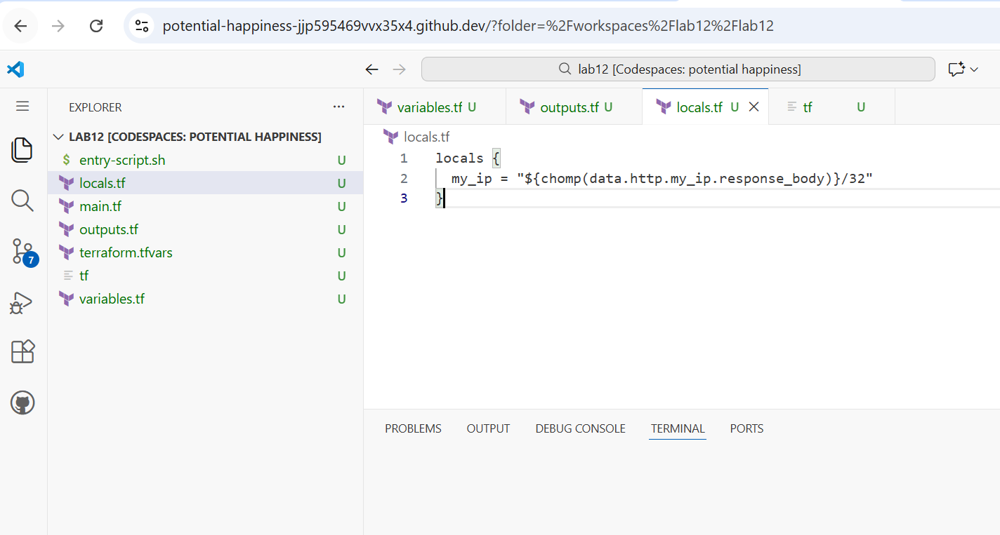 potential-happiness-jjp595469vvx35x4.github.dev/?folder=%2Fworkspaces%2Flab12%2Flab12
lab12 [Codespaces: potential happiness]
EXPLORER
LAB12 [CODESPACES: POTENTIAL HAPPINESS]
$ entry-script.sh U
locals.tf U
main.tf U
outputs.tf U
terraform.tfvars U
tf U
variables.tf U
7
variables.tf U outputs.tf U locals.tf U tf U
locals.tf
1 locals {
2 my_ip = "${chomp(data.http.my_ip.response_body)}/32"
3 }
PROBLEMS OUTPUT DEBUG CONSOLE TERMINAL PORTS